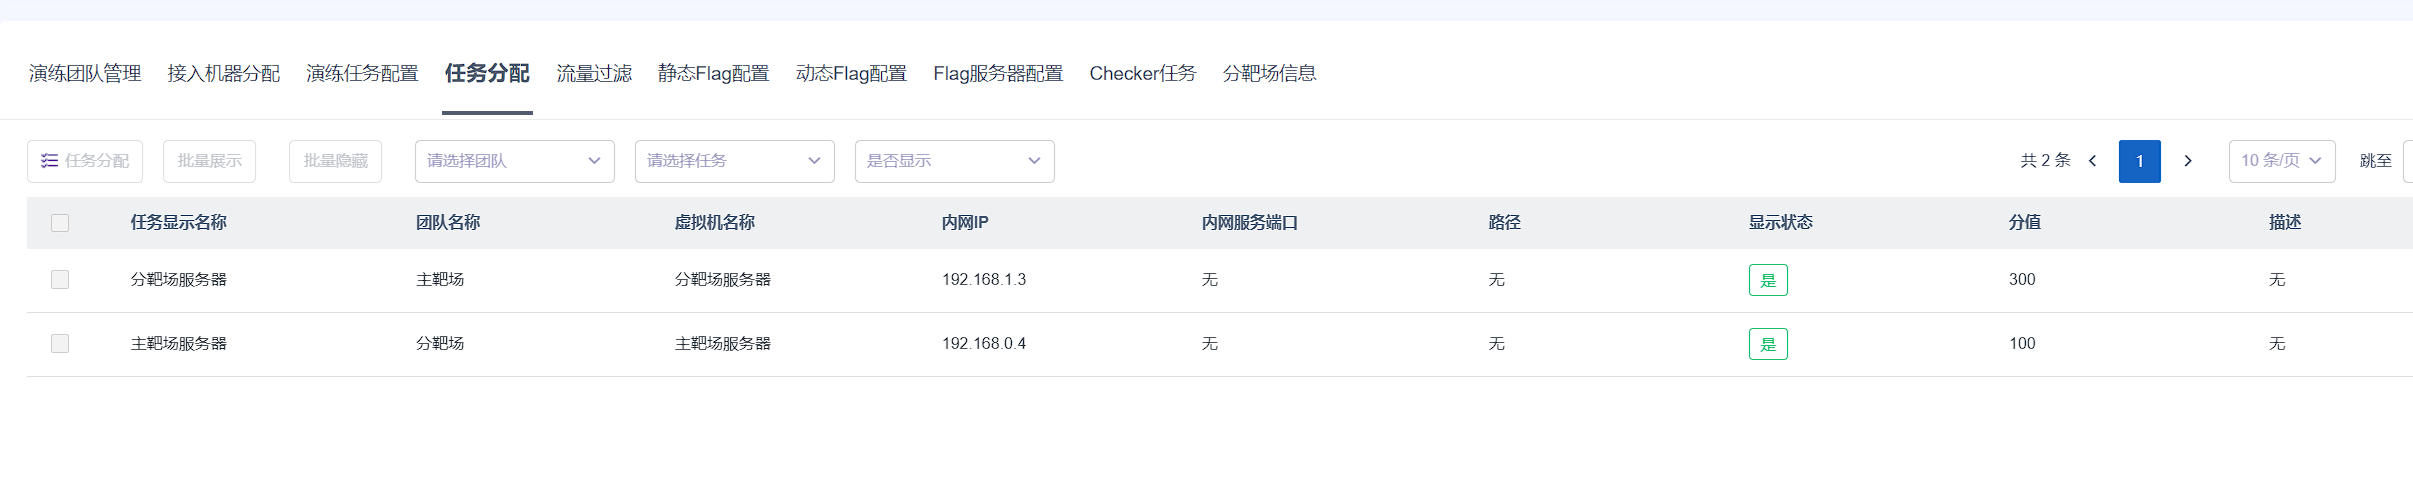 演练团队管理 接入机器分配 演练任务配置 任务分配 流量过滤 静态Flag配置 动态Flag配置 Flag服务器配置 Checker任务 分靶场信息
任务分配 批量展示 批量隐藏 请选择团队 请选择任务 是否显示 共 2 条 1 10 条/页 跳至
任务显示名称 团队名称 虚拟机名称 内网IP 内网服务端口 路径 显示状态 分值 描述
分靶场服务器 主靶场 分靶场服务器 192.168.1.3 无 无 是 300 无
主靶场服务器 分靶场 主靶场服务器 192.168.0.4 无 无 是 100 无